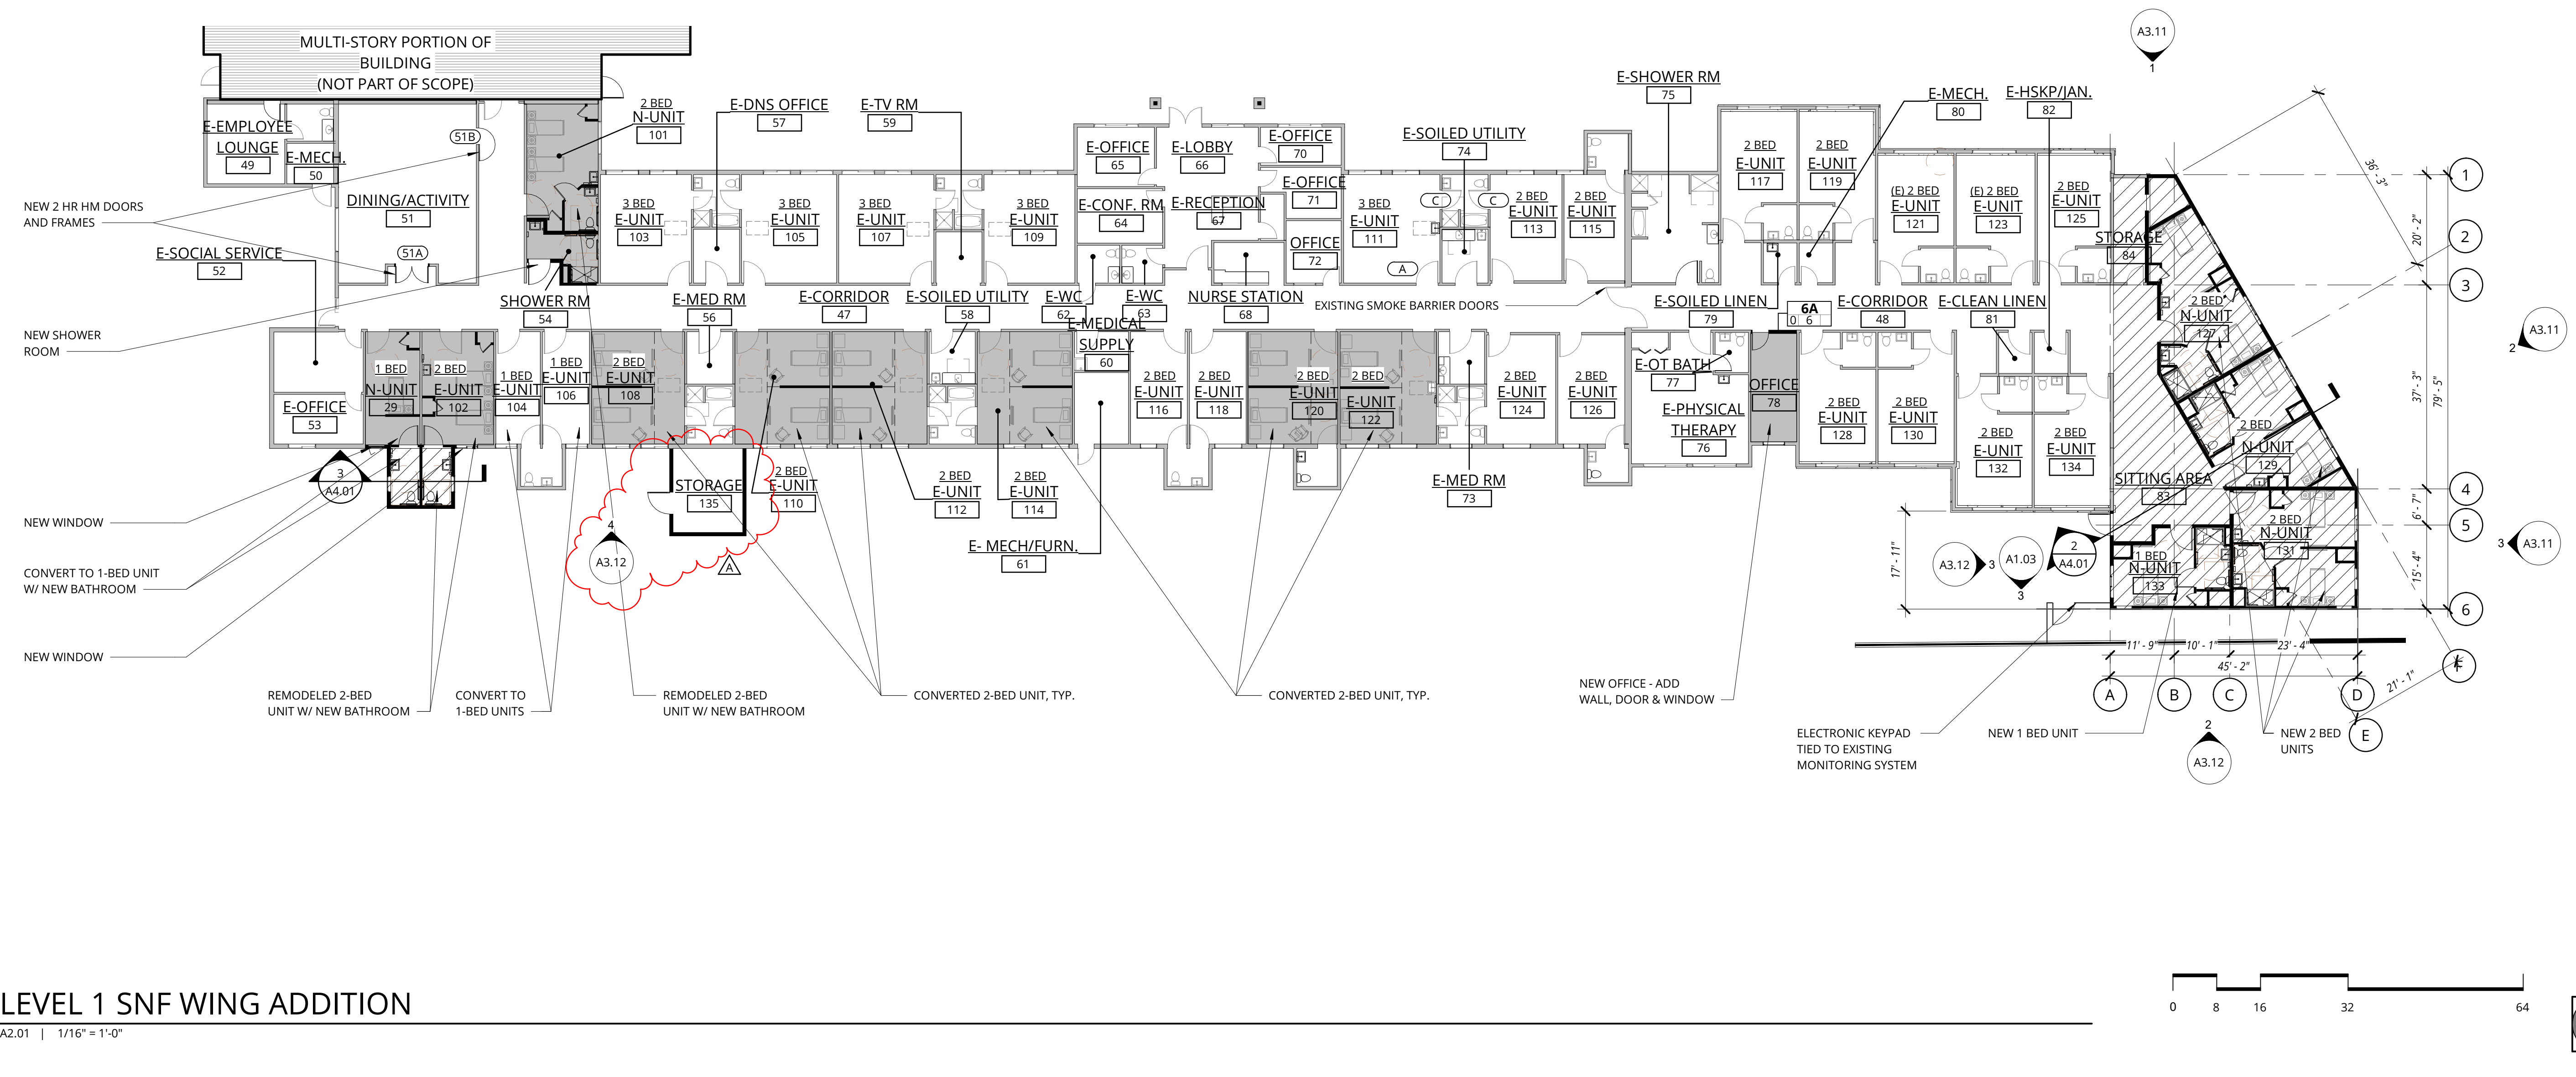 MULTI-STORY PORTION OF
BUILDING
(NOT PART OF SCOPE)
A3.11
1
E-EMPLOYEE
LOUNGE
49
E-MECH.
50
51B
DINING/ACTIVITY
51
51A
2 BED
N-UNIT
101
E-DNS OFFICE
57
E-TV RM
59
E-OFFICE
65
E-LOBBY
66
E-OFFICE
70
E-SOILED UTILITY
74
E-SHOWER RM
75
E-MECH.
80
E-HSKP/JAN.
82
NEW 2 HR HM DOORS
AND FRAMES
E-SOCIAL SERVICE
52
NEW SHOWER
ROOM
3 BED
E-UNIT
103
3 BED
E-UNIT
105
3 BED
E-UNIT
107
3 BED
E-UNIT
109
E-CONF. RM
64
E-RECEPTION
67
E-OFFICE
71
OFFICE
72
3 BED
E-UNIT
111
A
C
C
2 BED
E-UNIT
113
2 BED
E-UNIT
115
2 BED
E-UNIT
117
2 BED
E-UNIT
119
(E) 2 BED
E-UNIT
121
(E) 2 BED
E-UNIT
123
2 BED
E-UNIT
125
STORAGE
84
SHOWER RM
54
E-MED RM
56
E-CORRIDOR
47
E-SOILED UTILITY
58
E-WC
62
E-WC
63
NURSE STATION
68
EXISTING SMOKE BARRIER DOORS
E-SOILED LINEN
79
6A
0 6
E-CORRIDOR
48
E-CLEAN LINEN
81
2 BED
N-UNIT
127
E-MEDICAL
SUPPLY
60
E-OFFICE
53
1 BED
N-UNIT
29
2 BED
E-UNIT
102
1 BED
E-UNIT
104
1 BED
E-UNIT
106
2 BED
E-UNIT
108
2 BED
E-UNIT
116
2 BED
E-UNIT
118
2 BED
E-UNIT
120
2 BED
E-UNIT
122
2 BED
E-UNIT
124
2 BED
E-UNIT
126
E-OT BATH
77
E-PHYSICAL
THERAPY
76
OFFICE
78
2 BED
E-UNIT
128
2 BED
E-UNIT
130
2 BED
E-UNIT
132
2 BED
E-UNIT
134
2 BED
N-UNIT
129
SITTING AREA
83
2 BED
N-UNIT
131
1 BED
N-UNIT
133
3
A4.01
STORAGE
135
2 BED
E-UNIT
110
2 BED
E-UNIT
112
2 BED
E-UNIT
114
E-MED RM
73
E- MECH/FURN.
61
4
A3.12
A
NEW WINDOW
CONVERT TO 1-BED UNIT
W/ NEW BATHROOM
NEW WINDOW
A3.12
3
A1.03
3
2
A4.01
17' - 11"
36' - 3"
20' - 2"
37' - 3"
79' - 5"
6' - 7"
15' - 4"
1
2
3
4
5
6
A3.11
2
A3.11
3
11' - 9"
10' - 1"
23' - 4"
45' - 2"
21' - 1"
A
B
C
D
E
F
2
A3.12
REMODELED 2-BED
UNIT W/ NEW BATHROOM
CONVERT TO
1-BED UNITS
REMODELED 2-BED
UNIT W/ NEW BATHROOM
CONVERTED 2-BED UNIT, TYP.
CONVERTED 2-BED UNIT, TYP.
NEW OFFICE - ADD
WALL, DOOR & WINDOW
ELECTRONIC KEYPAD
TIED TO EXISTING
MONITORING SYSTEM
NEW 1 BED UNIT
NEW 2 BED
UNITS
LEVEL 1 SNF WING ADDITION
A2.01 | 1/16" = 1'-0"
0 8 16 32 64